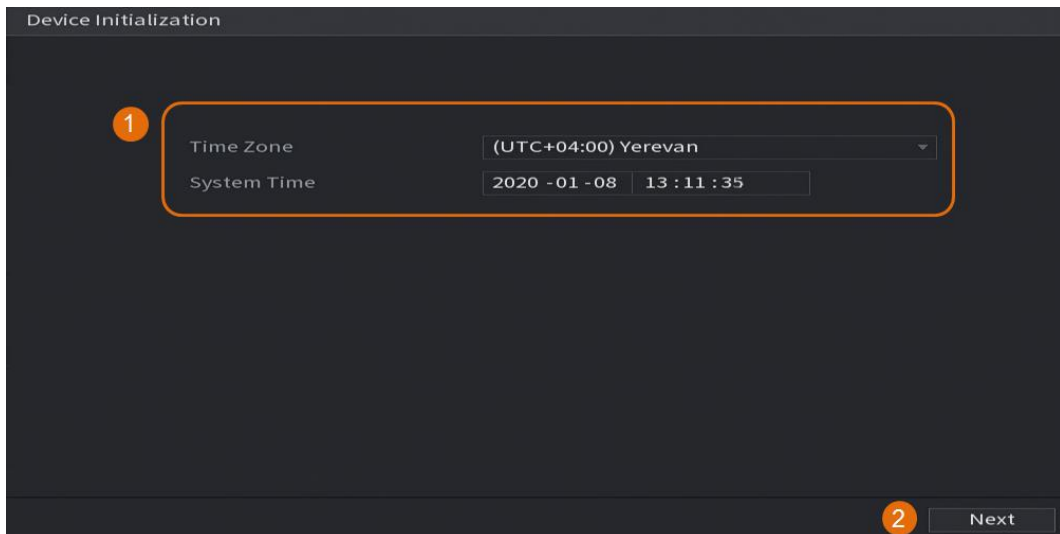 Device Initialization
1
Time Zone (UTC+04:00) Yerevan
System Time 2020 -01 -08 13 : 11 : 35
2 Next